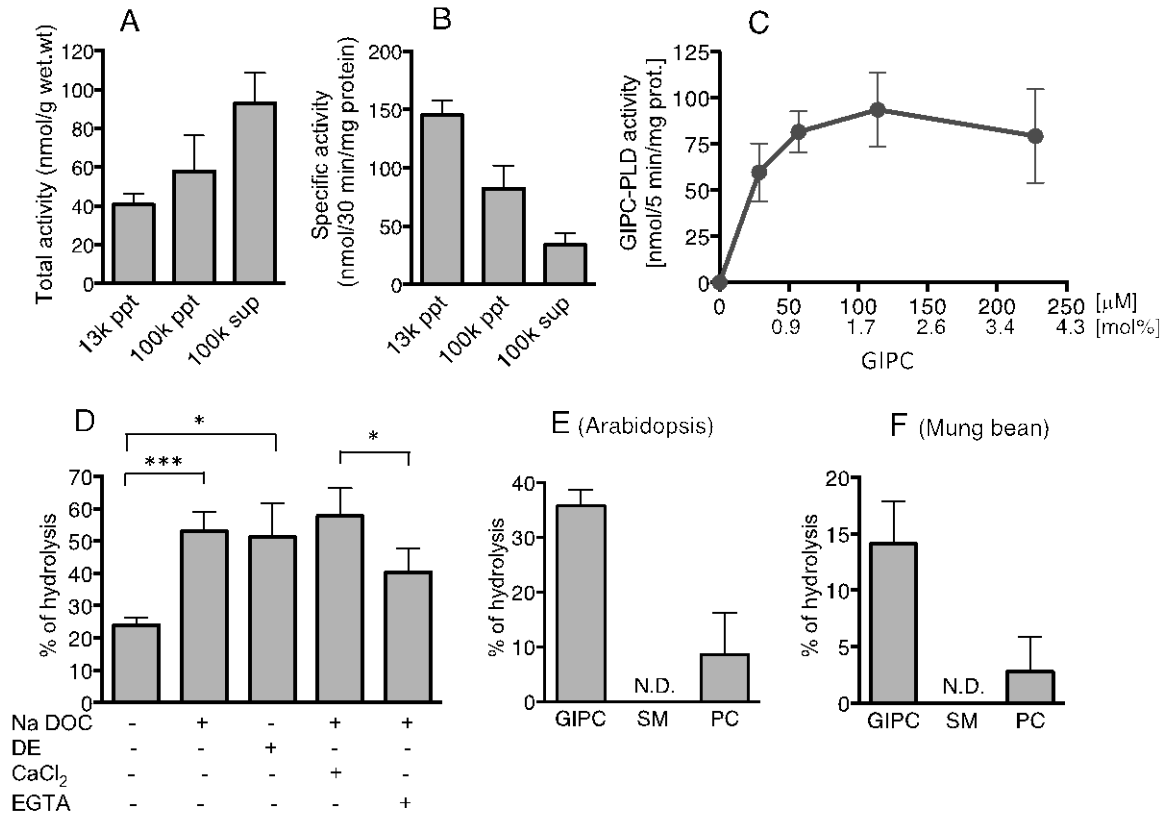 A
Total activity (nmol/g wet.wt)
120
100
80
60
40
20
0
13k ppt
100k ppt
100k sup
B
Specific activity
(nmol/30 min/mg protein)
200
150
100
50
0
13k ppt
100k ppt
100k sup
C
GIPC-PLD activity
[nmol/5 min/mg prot.]
125
100
75
50
25
0
0 50 100 150 200 250 [μM]
0.9 1.7 2.6 3.4 4.3 [mol%]
GIPC
D
* 
***
*
% of hydrolysis
70
60
50
40
30
20
10
0
Na DOC - + - + +
DE - - + - -
CaCl₂ - - - + -
EGTA - - - - +
E (Arabidopsis)
% of hydrolysis
40
30
20
10
0
N.D.
GIPC SM PC
F (Mung bean)
% of hydrolysis
20
15
10
5
0
N.D.
GIPC SM PC